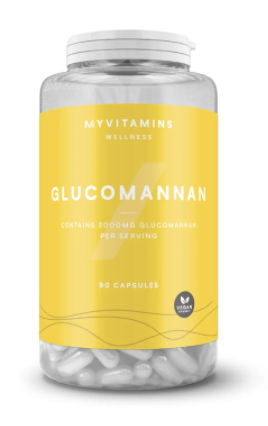 MYVITAMINS
WELLNESS
GLUCOMANNAN
CONTAINS 3000MG GLUCOMANNAN
PER SERVING
90 CAPSULES
VEGAN